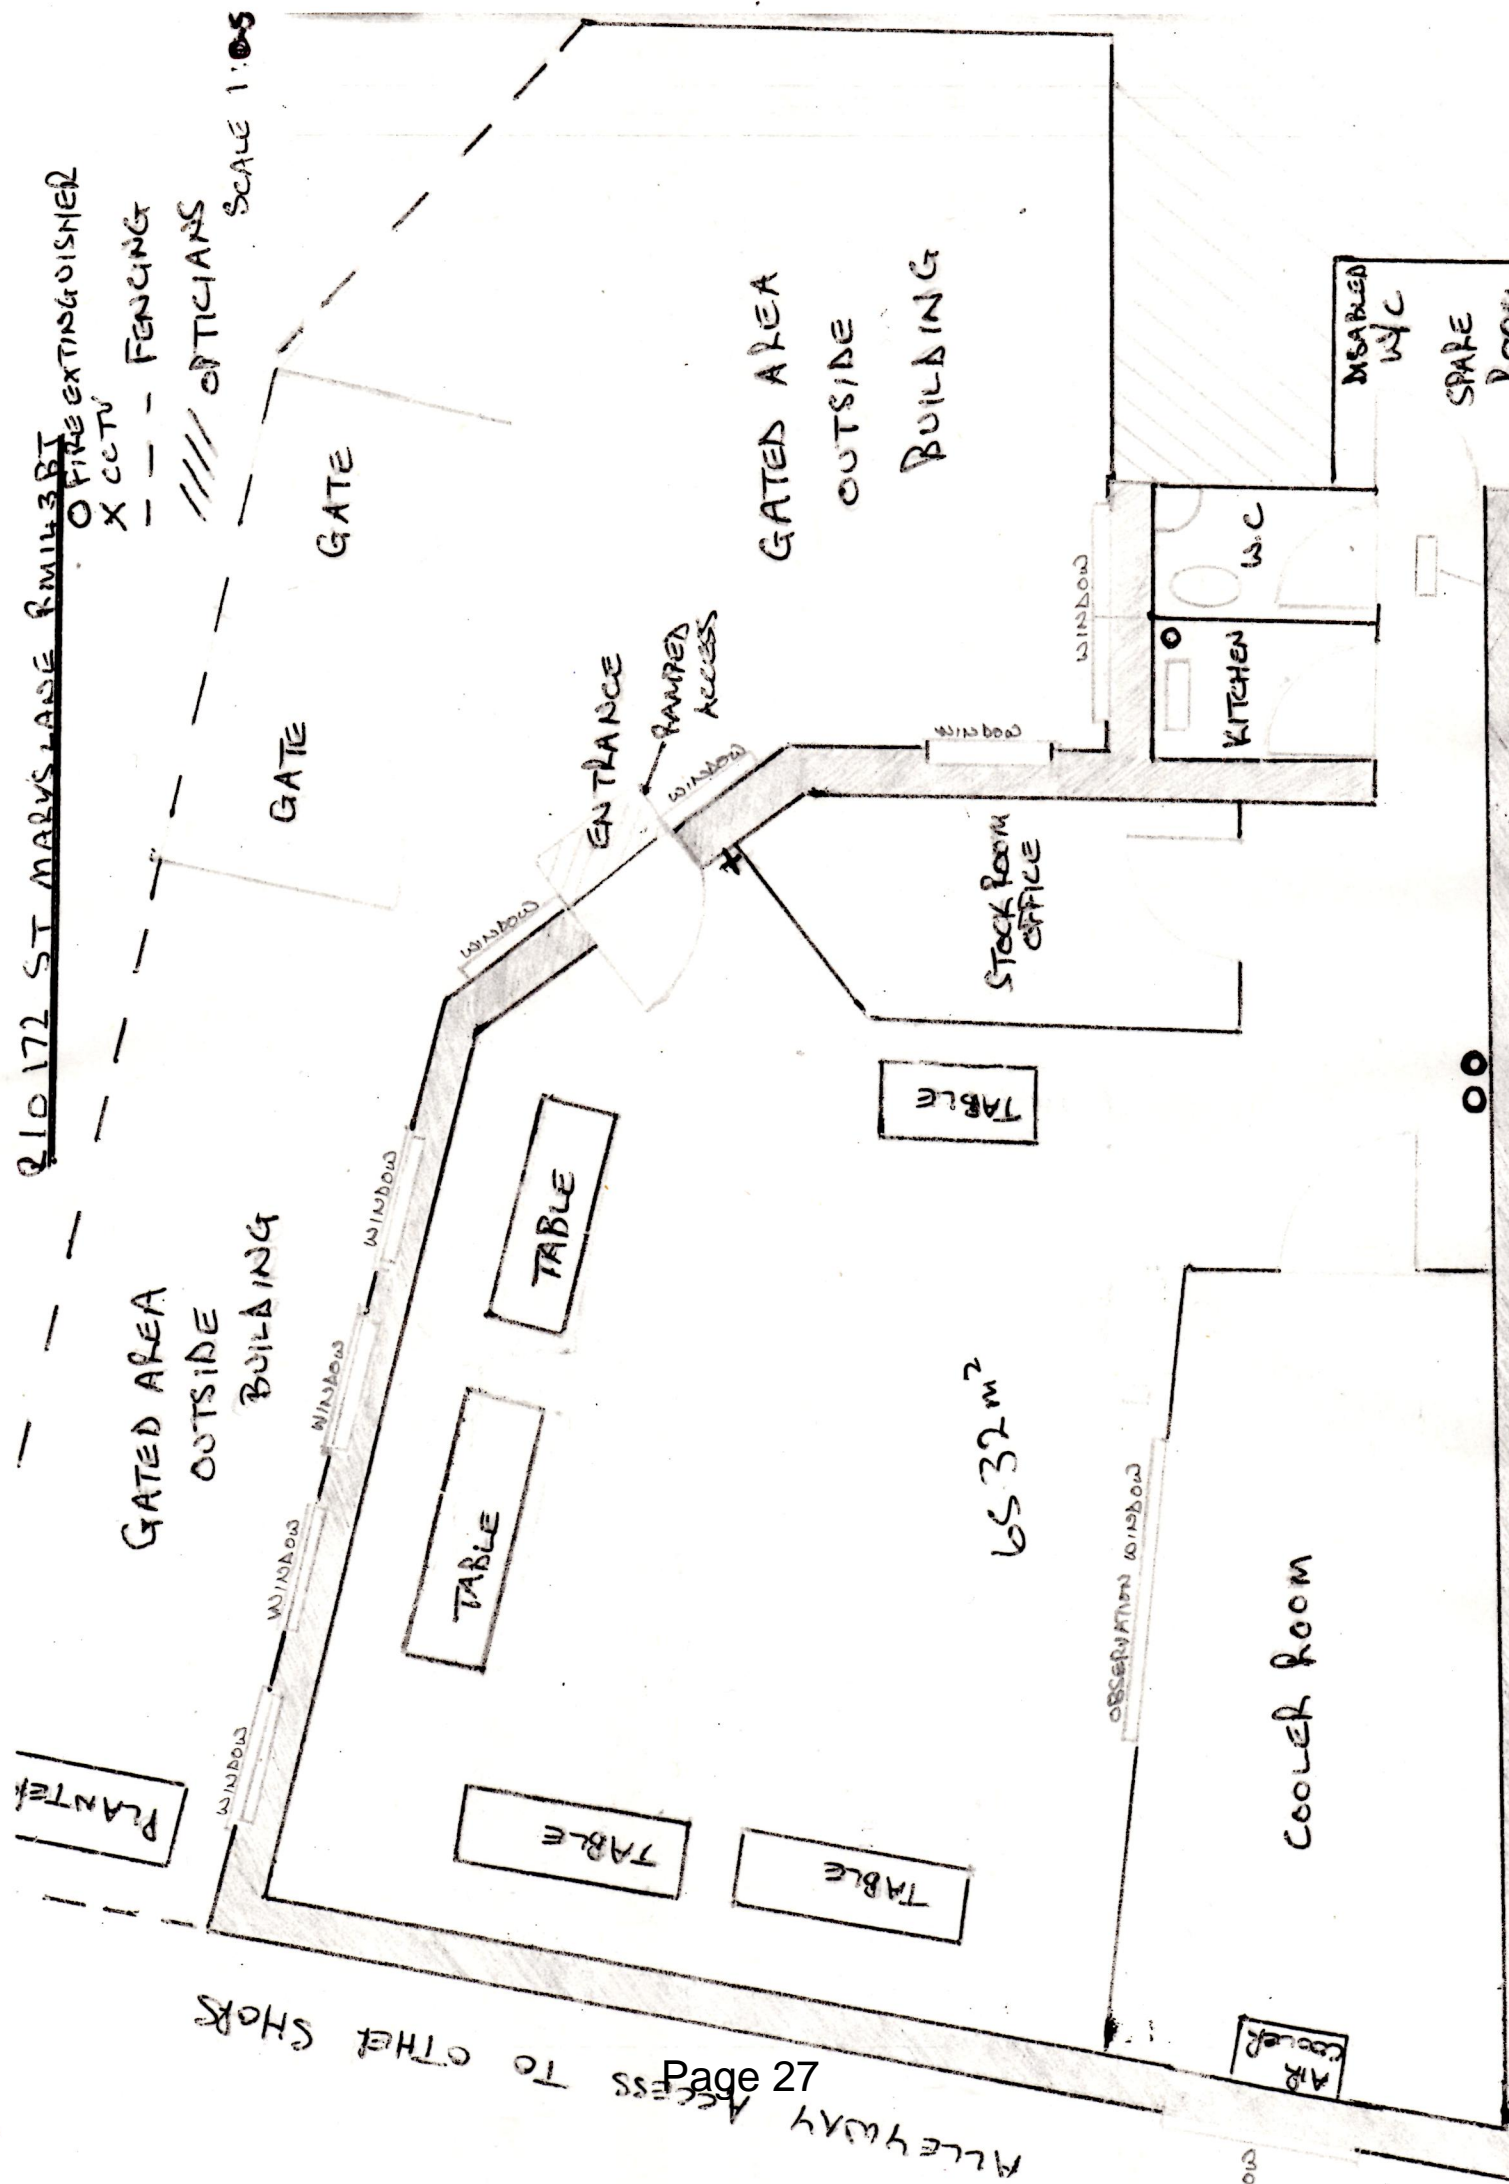 R10 172 ST MARYS LANE RM14 3BT
O FIRE EXTINGUISHER
X CCTV
- - - FENCING
//// OPTICIANS
SCALE 1:
GATE
GATE
GATED AREA
OUTSIDE
BUILDING
ENTRANCE
RAMPED
ACCESS
WINDOW
WINDOW
WINDOW
WINDOW
DISABLED
W/C
SPARE
W.C
KITCHEN
STOCK ROOM
OFFICE
GATED AREA
OUTSIDE
BUILDING
WINDOW
WINDOW
WINDOW
WINDOW
PLANTER
TABLE
TABLE
TABLE
TABLE
TABLE
65.32 m²
OBSERVATION WINDOW
COOLER ROOM
AIR
COOLER
ALLEYWAY ACCESS TO OTHER SHOPS
Page 27